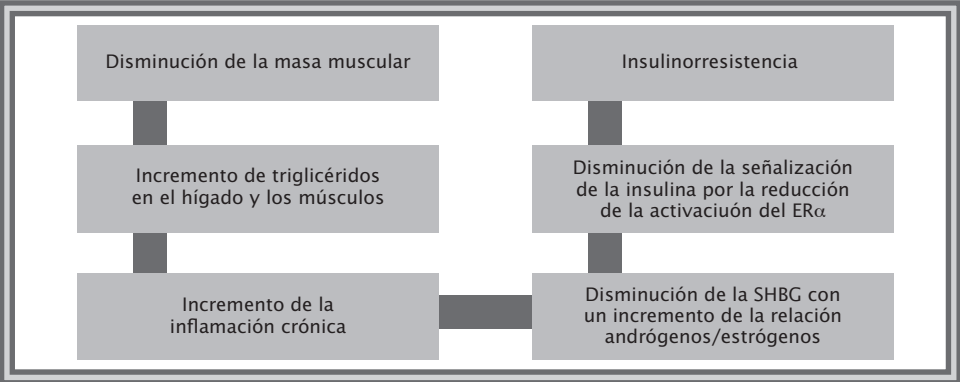 Disminución de la masa muscular
Incremento de triglicéridos
en el hígado y los músculos
Incremento de la
inflamación crónica
Disminución de la SHBG con
un incremento de la relación
andrógenos/estrógenos
Disminución de la señalización
de la insulina por la reducción
de la activaciuón del ERα
Insulinorresistencia